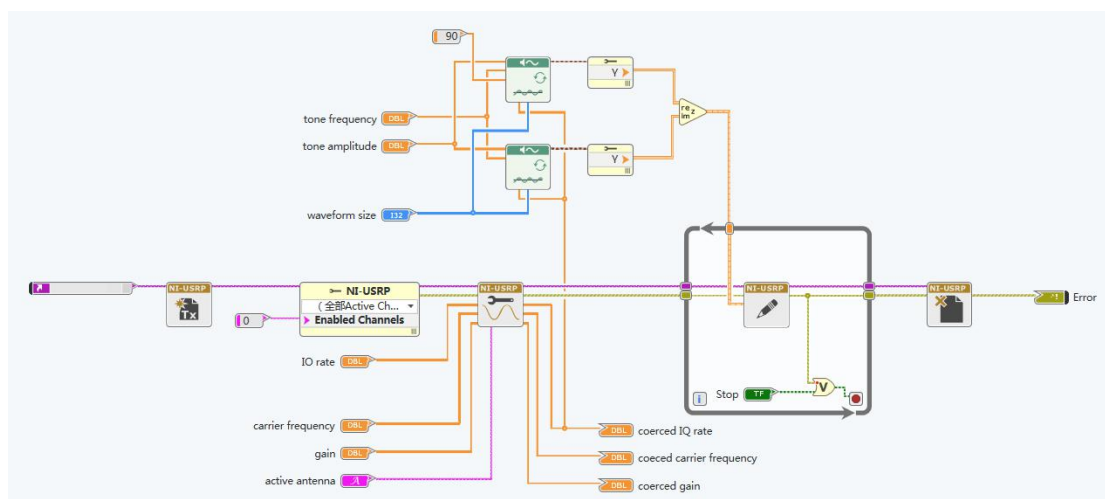 90
Y
re
im
z
tone frequency
DBL
tone amplitude
DBL
Y
waveform size
I32
NI-USRP
Tx
NI-USRP
( 全部Active Ch...
Enabled Channels
0
NI-USRP
NI-USRP
NI-USRP
Error
IO rate
DBL
Stop
TF
V
i
carrier frequency
DBL
DBL
coerced IQ rate
gain
DBL
DBL
coeced carrier frequency
active antenna
A
DBL
coerced gain